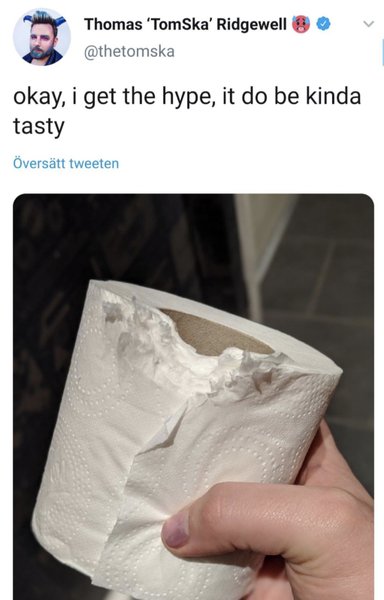 Thomas ‘TomSka’ Ridgewell 🥵
@thetomska
okay, i get the hype, it do be kinda
tasty
Översätt tweeten